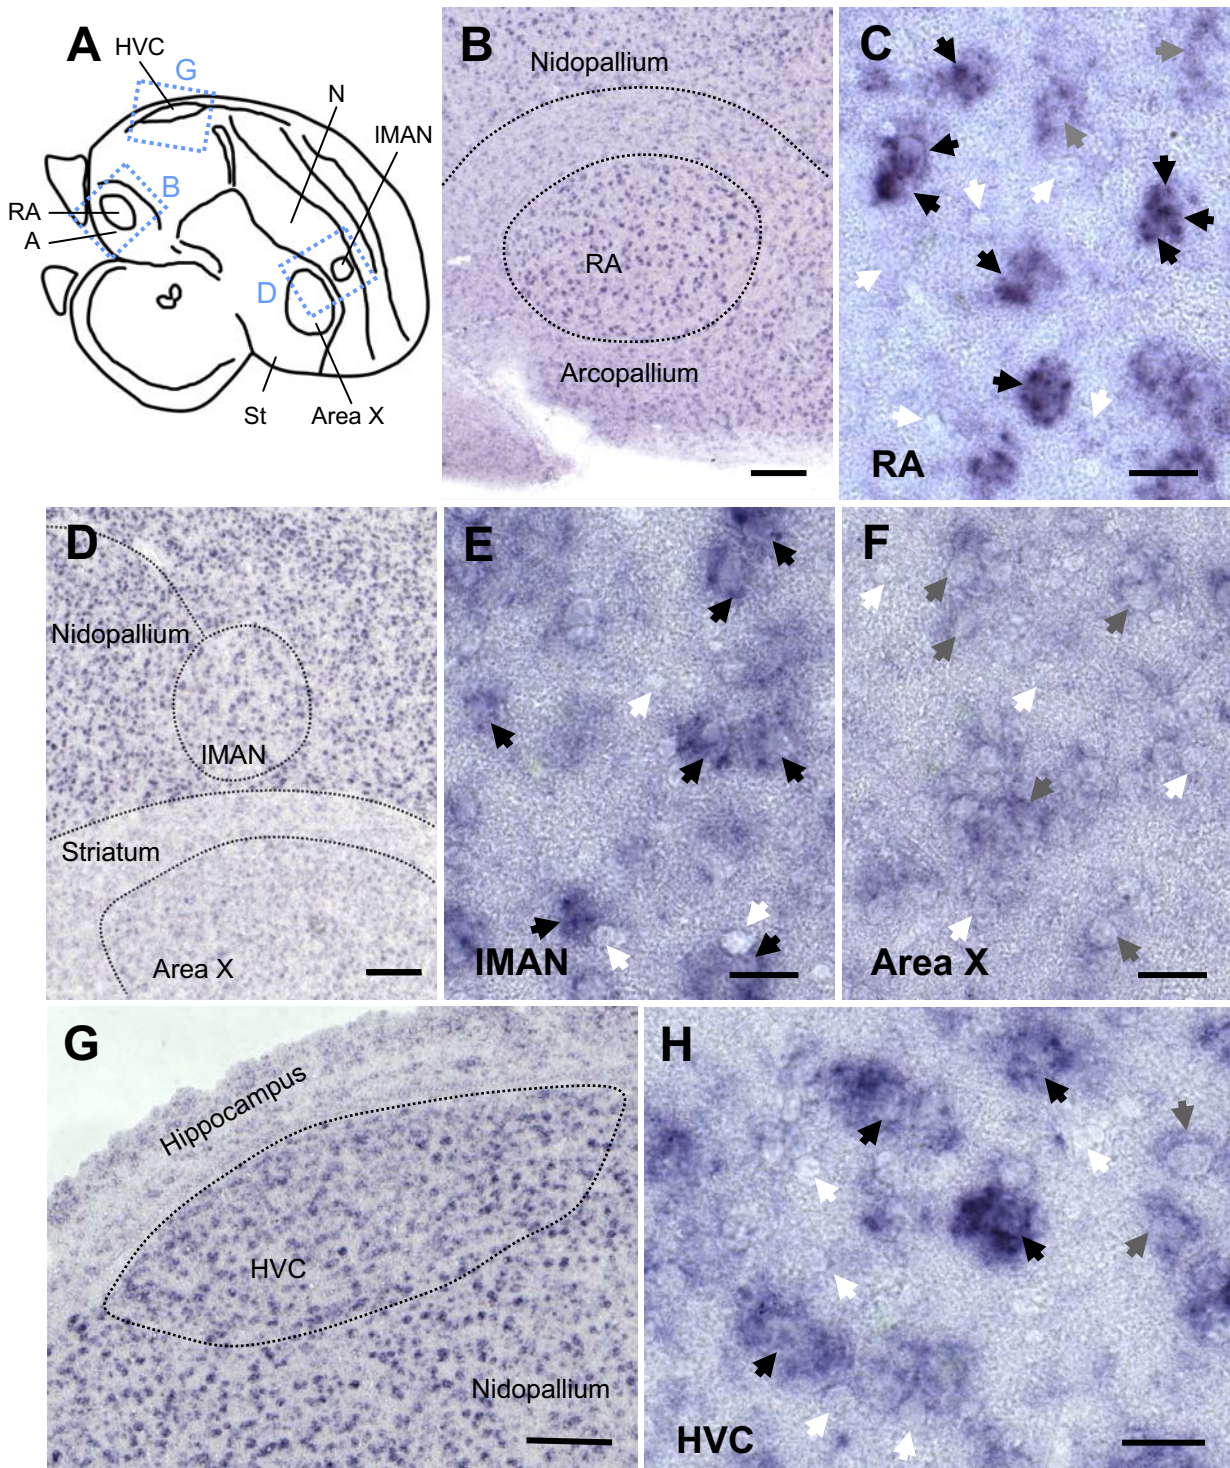 A
HVC
G
N
lMAN
B
RA
A
D
St
Area X
B
Nidopallium
RA
Arcopallium
C
RA
D
Nidopallium
lMAN
Striatum
Area X
E
lMAN
F
Area X
G
Hippocampus
HVC
Nidopallium
H
HVC